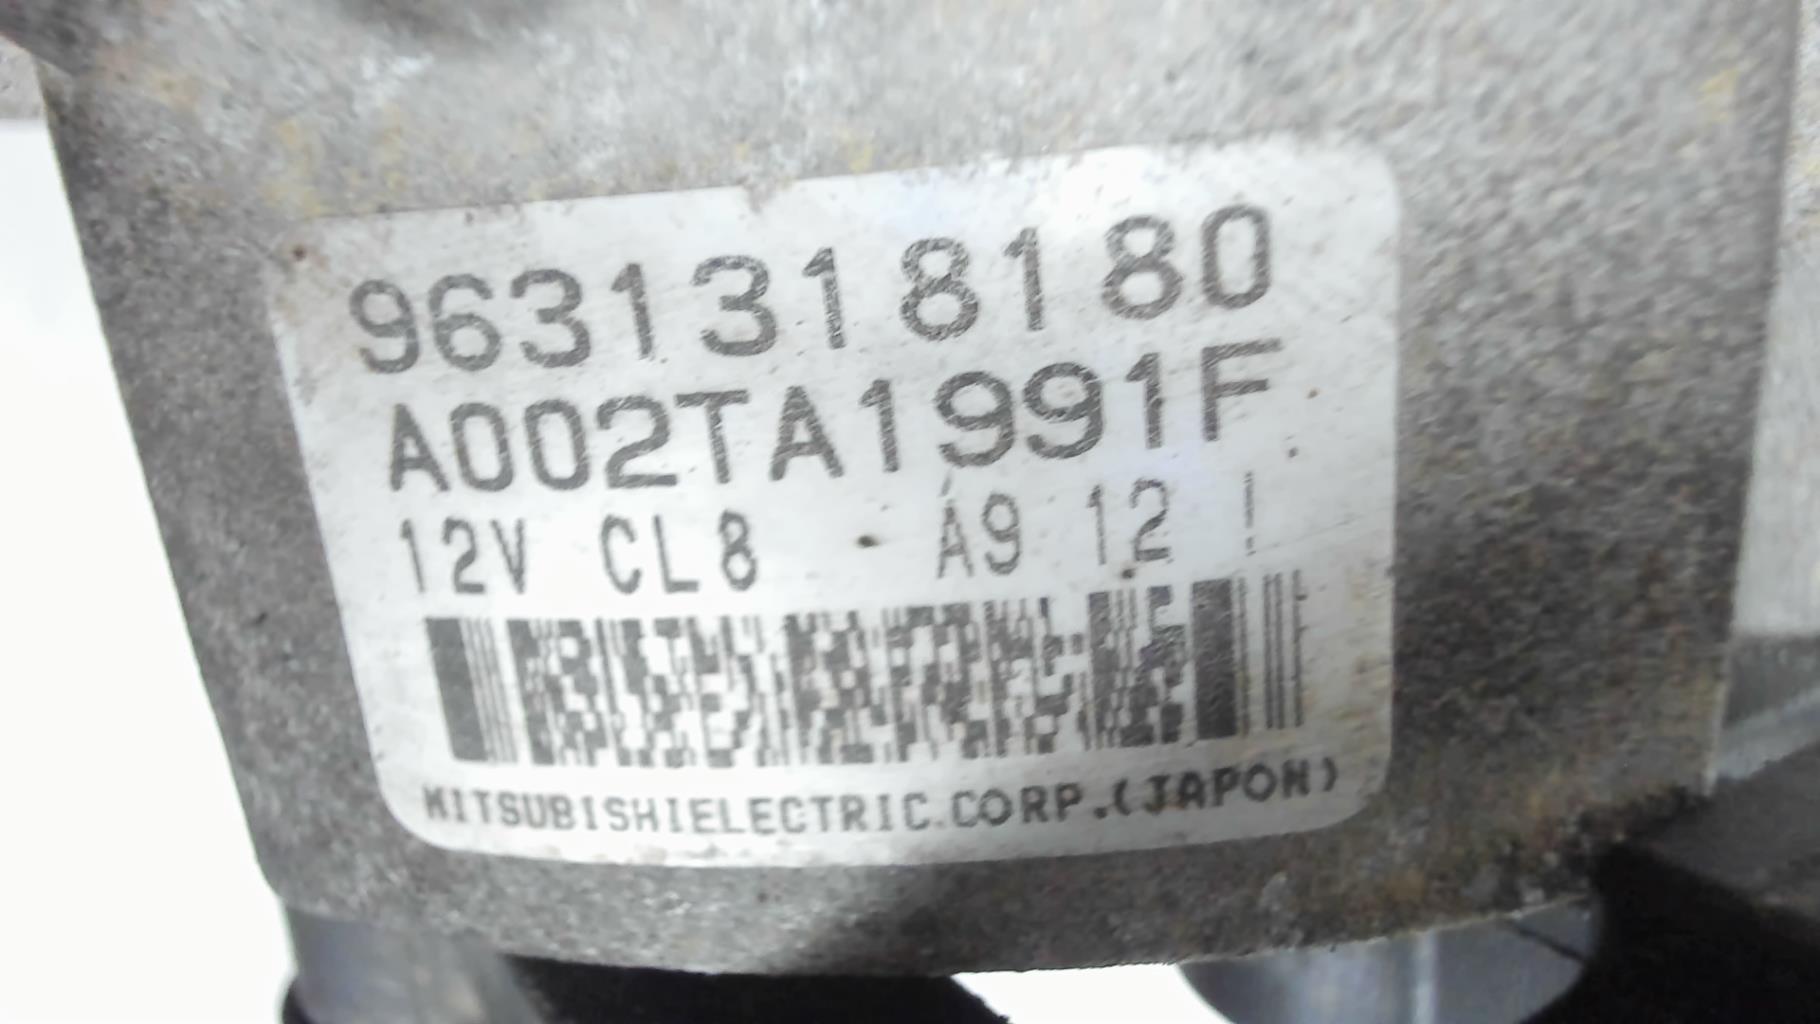 9631318180
A002TA1991F
12V CL8 A9 12 !
MITSUBISHIELECTRIC.CORP.(JAPON)